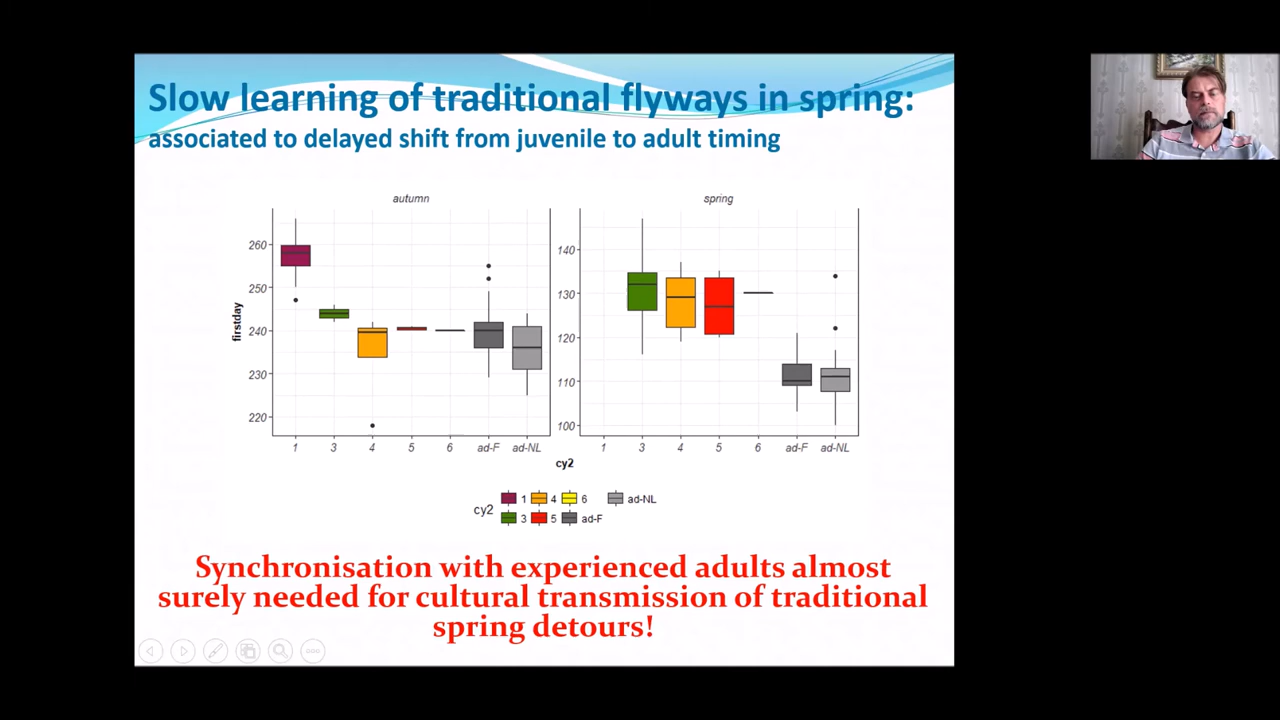 Slow learning of traditional flyways in spring:
associated to delayed shift from juvenile to adult timing
autumn
spring
260
250
240
230
220
firstday
140
130
120
110
100
1 3 4 5 6 ad-F ad-NL
1 3 4 5 6 ad-F ad-NL
cy2
cy2
1 4 6 ad-NL
3 5 ad-F
Synchronisation with experienced adults almost
surely needed for cultural transmission of traditional
spring detours!